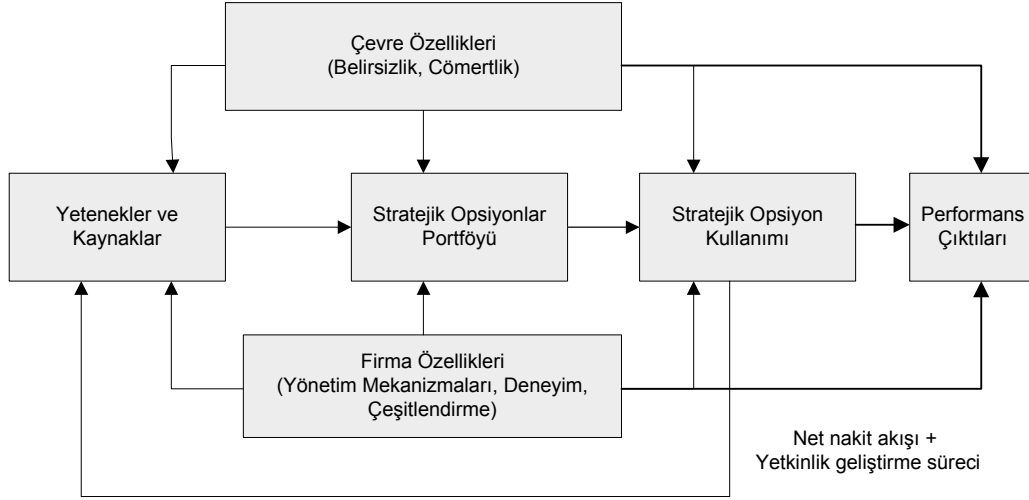 Çevre Özellikleri
(Belirsizlik, Cömertlik)
Yetenekler ve
Kaynaklar
Stratejik Opsiyonlar
Portföyü
Stratejik Opsiyon
Kullanımı
Performans
Çıktıları
Firma Özellikleri
(Yönetim Mekanizmaları, Deneyim,
Çeşitlendirme)
Net nakit akışı +
Yetkinlik geliştirme süreci